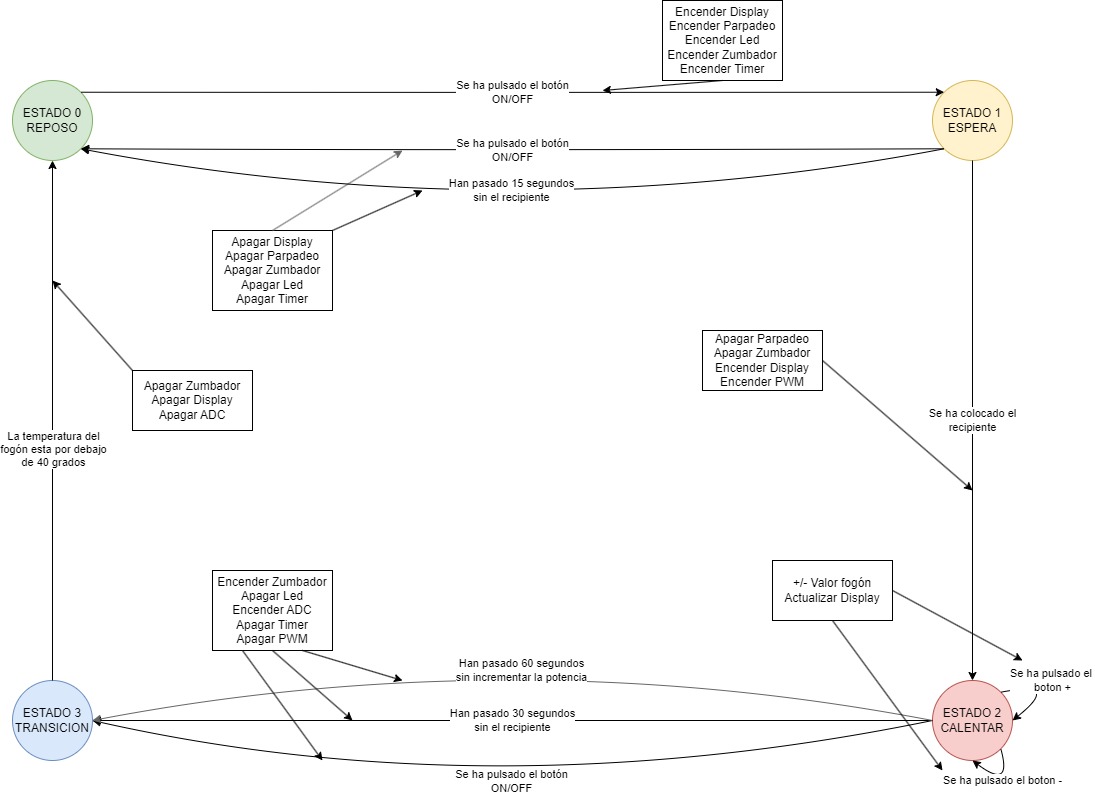 Encender Display
Encender Parpadeo
Encender Led
Encender Zumbador
Encender Timer
Se ha pulsado el botón
ON/OFF
ESTADO 0
REPOSO
ESTADO 1
ESPERA
Se ha pulsado el botón
ON/OFF
Han pasado 15 segundos
sin el recipiente
Apagar Display
Apagar Parpadeo
Apagar Zumbador
Apagar Led
Apagar Timer
Apagar Parpadeo
Apagar Zumbador
Encender Display
Encender PWM
Apagar Zumbador
Apagar Display
Apagar ADC
Se ha colocado el
recipiente
La temperatura del
fogón esta por debajo
de 40 grados
Encender Zumbador
Apagar Led
Encender ADC
Apagar Timer
Apagar PWM
+/- Valor fogón
Actualizar Display
Han pasado 60 segundos
sin incrementar la potencia
Se ha pulsado el
boton +
ESTADO 3
TRANSICION
Han pasado 30 segundos
sin el recipiente
ESTADO 2
CALENTAR
Se ha pulsado el botón
ON/OFF
Se ha pulsado el boton -